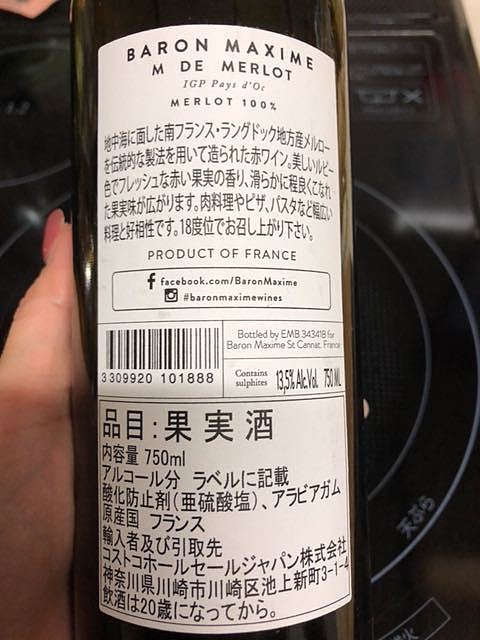 BARON MAXIME
M DE MERLOT
IGP Pays d'Oc
MERLOT 100%
地中海に面した南フランス・ラングドック地方産メルロー
を伝統的な製法を用いて造られた赤ワイン。美しいルビー
色でフレッシュな赤い果実の香り、滑らかに程良くこなれ
た果実味が広がります。肉料理やピザ、パスタなど幅広い
料理と好相性です。18度位でお召し上がり下さい。
PRODUCT OF FRANCE
facebook.com/BaronMaxime
#baronmaximewines
Bottled by EMB 34341B for
Baron Maxime St Cannat. France
3 309920 101888
Contains
sulphites
13,5% Alc.Vol. 750 ML
品目:果実酒
内容量 750ml
アルコール分 ラベルに記載
酸化防止剤(亜硫酸塩)、アラビアガム
原産国 フランス
輸入者及び引取先
コストコホールセールジャパン株式会社
神奈川県川崎市川崎区池上新町3-1-4
飲酒は20歳になってから。
天ぷら